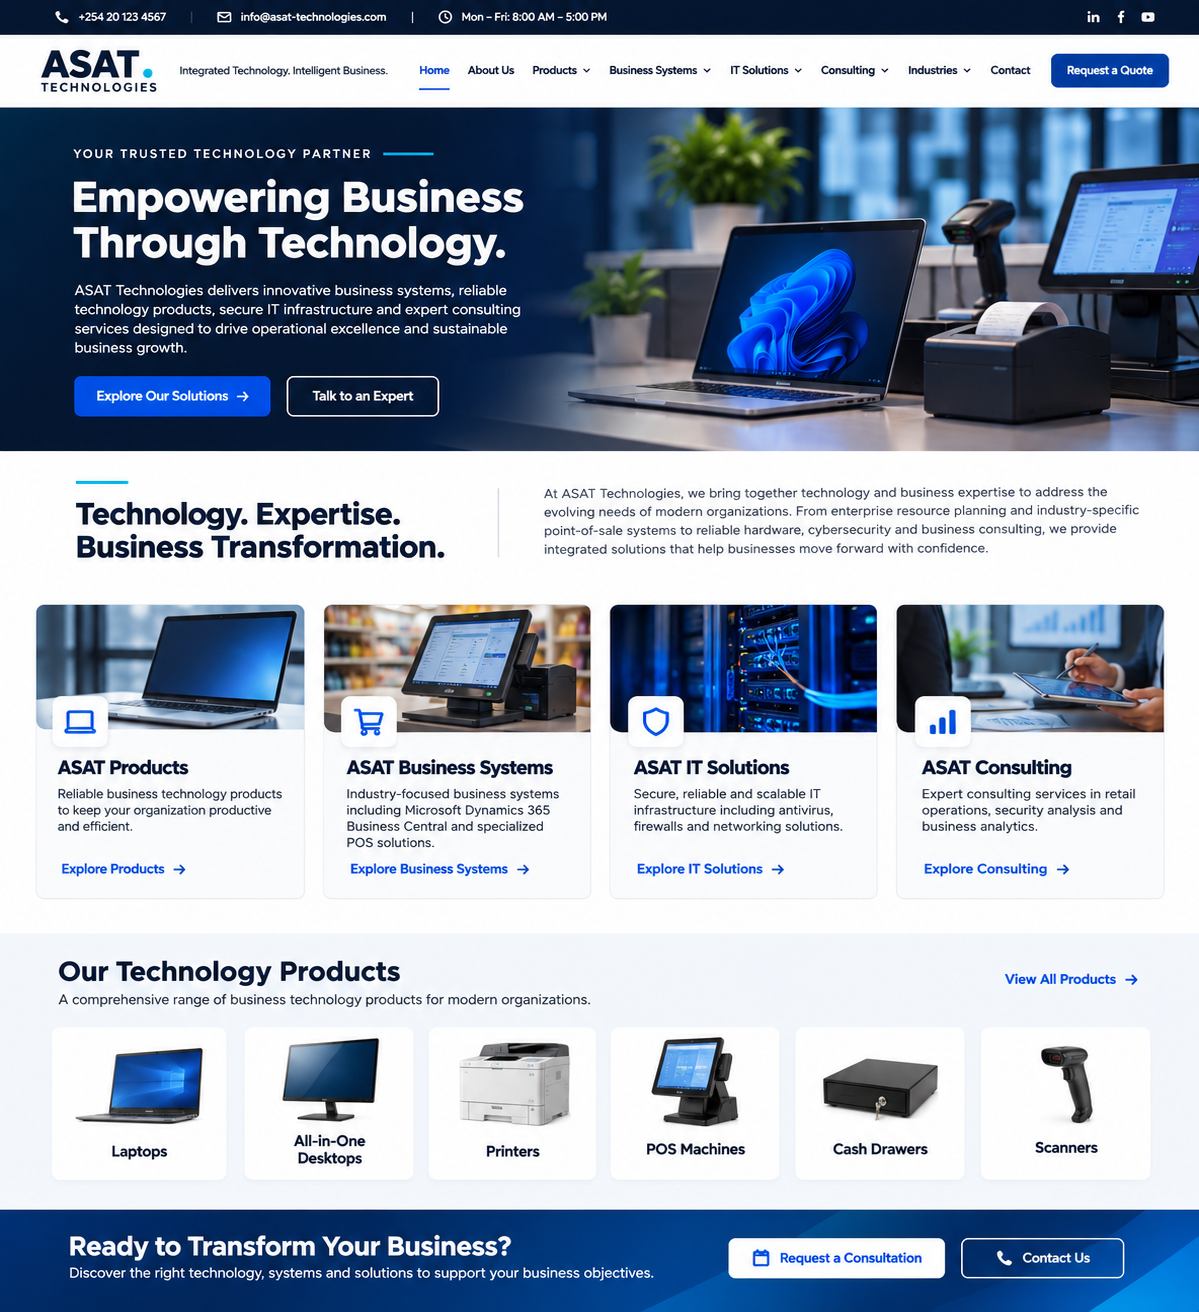 +254 20 123 4567
info@asat-technologies.com
Mon – Fri: 8:00 AM – 5:00 PM
ASAT.
TECHNOLOGIES
Integrated Technology. Intelligent Business.
Home
About Us
Products
Business Systems
IT Solutions
Consulting
Industries
Contact
Request a Quote
YOUR TRUSTED TECHNOLOGY PARTNER
Empowering Business
Through Technology.
ASAT Technologies delivers innovative business systems, reliable
technology products, secure IT infrastructure and expert consulting
services designed to drive operational excellence and sustainable
business growth.
Explore Our Solutions
Talk to an Expert
Technology. Expertise.
Business Transformation.
At ASAT Technologies, we bring together technology and business expertise to address the
evolving needs of modern organizations. From enterprise resource planning and industry-specific
point-of-sale systems to reliable hardware, cybersecurity and business consulting, we provide
integrated solutions that help businesses move forward with confidence.
ASAT Products
Reliable business technology products
to keep your organization productive
and efficient.
Explore Products
ASAT Business Systems
Industry-focused business systems
including Microsoft Dynamics 365
Business Central and specialized
POS solutions.
Explore Business Systems
ASAT IT Solutions
Secure, reliable and scalable IT
infrastructure including antivirus,
firewalls and networking solutions.
Explore IT Solutions
ASAT Consulting
Expert consulting services in retail
operations, security analysis and
business analytics.
Explore Consulting
Our Technology Products
A comprehensive range of business technology products for modern organizations.
View All Products
Laptops
All-in-One
Desktops
Printers
POS Machines
Cash Drawers
Scanners
Ready to Transform Your Business?
Discover the right technology, systems and solutions to support your business objectives.
Request a Consultation
Contact Us